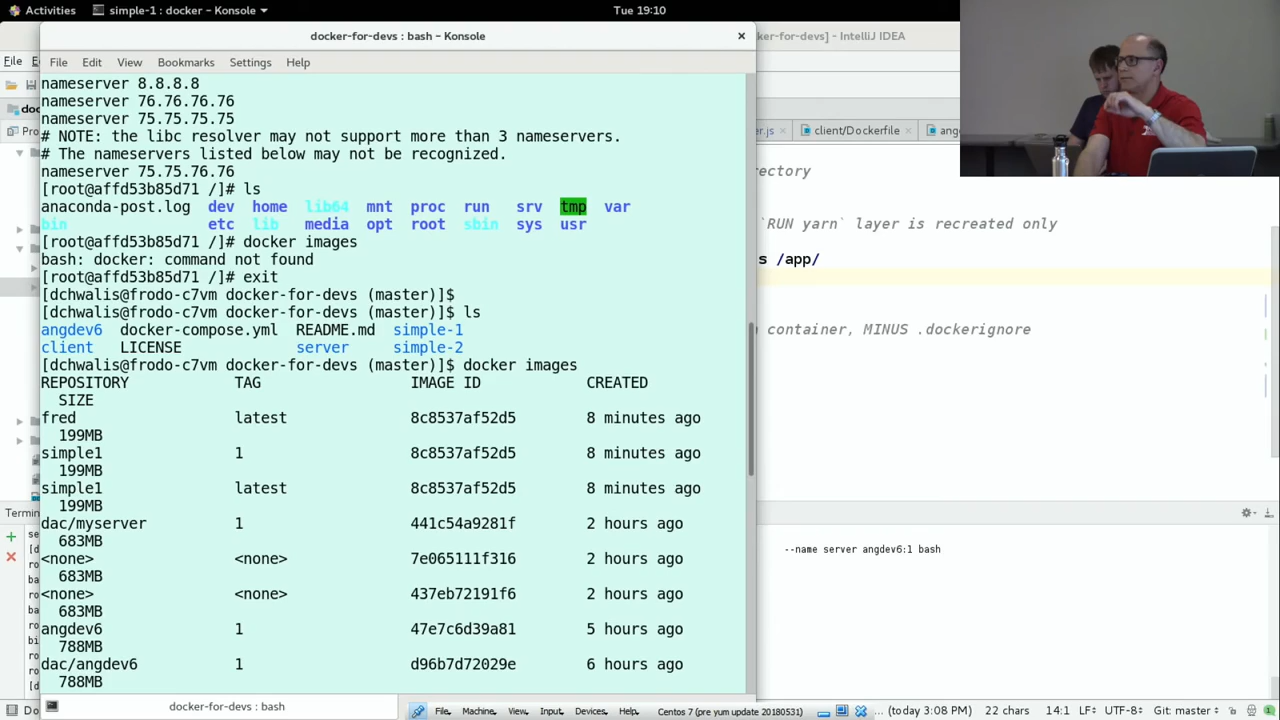 Activities simple-1 : docker - Konsole Tue 19:10
docker-for-devs : bash – Konsole
ker-for-devs] - IntelliJ IDEA
File Edit View Bookmarks Settings Help
nameserver 8.8.8.8
nameserver 76.76.76.76
nameserver 75.75.75.75
# NOTE: the libc resolver may not support more than 3 nameservers.
# The nameservers listed below may not be recognized.
nameserver 75.75.76.76
[root@affd53b85d71 /]# ls
anaconda-post.log dev home lib64 mnt proc run srv tmp var
bin etc lib media opt root sbin sys usr
[root@affd53b85d71 /]# docker images
bash: docker: command not found
[root@affd53b85d71 /]# exit
[dchwalis@frodo-c7vm docker-for-devs (master)]$
[dchwalis@frodo-c7vm docker-for-devs (master)]$ ls
angdev6 docker-compose.yml README.md simple-1
client LICENSE server simple-2
[dchwalis@frodo-c7vm docker-for-devs (master)]$ docker images
REPOSITORY TAG IMAGE ID CREATED
SIZE
fred latest 8c8537af52d5 8 minutes ago
199MB
simple1 1 8c8537af52d5 8 minutes ago
199MB
simple1 latest 8c8537af52d5 8 minutes ago
199MB
dac/myserver 1 441c54a9281f 2 hours ago
683MB
<none> <none> 7e065111f316 2 hours ago
683MB
<none> <none> 437eb72191f6 2 hours ago
683MB
angdev6 1 47e7c6d39a81 5 hours ago
788MB
dac/angdev6 1 d96b7d72029e 6 hours ago
788MB
docker-for-devs : bash
er.js client/Dockerfile ang
rectory
`RUN yarn` layer is recreated only
s /app/
container, MINUS .dockerignore
--name server angdev6:1 bash
File Machine View Input Devices Help Centos 7 (pre yum update 20180531) ... (today 3:08 PM) 22 chars 14:1 LF÷ UTF-8÷ Git: master÷